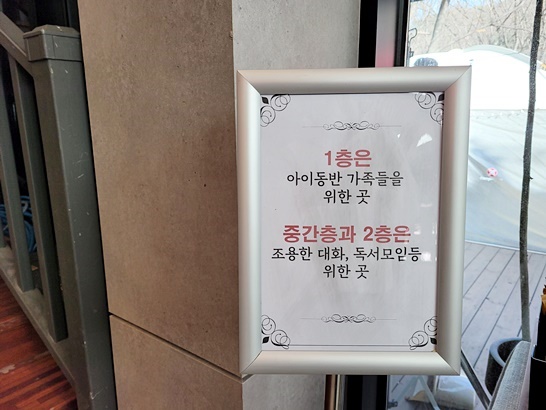 1층은
아이동반 가족들을
위한 곳
중간층과 2층은
조용한 대화, 독서모임등
위한 곳